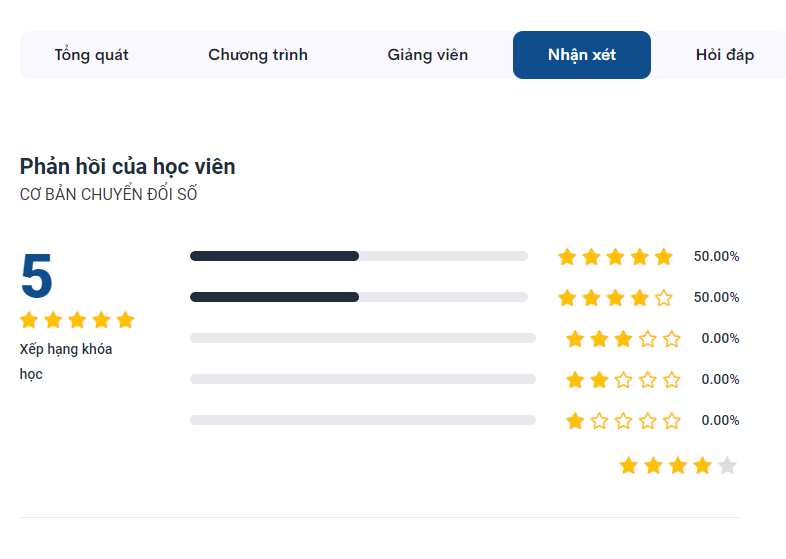 Tổng quát Chương trình Giảng viên Nhận xét Hỏi đáp
Phản hồi của học viên
CƠ BẢN CHUYỂN ĐỔI SỐ
5
50.00%
50.00%
Xếp hạng khóa
học
0.00%
0.00%
0.00%